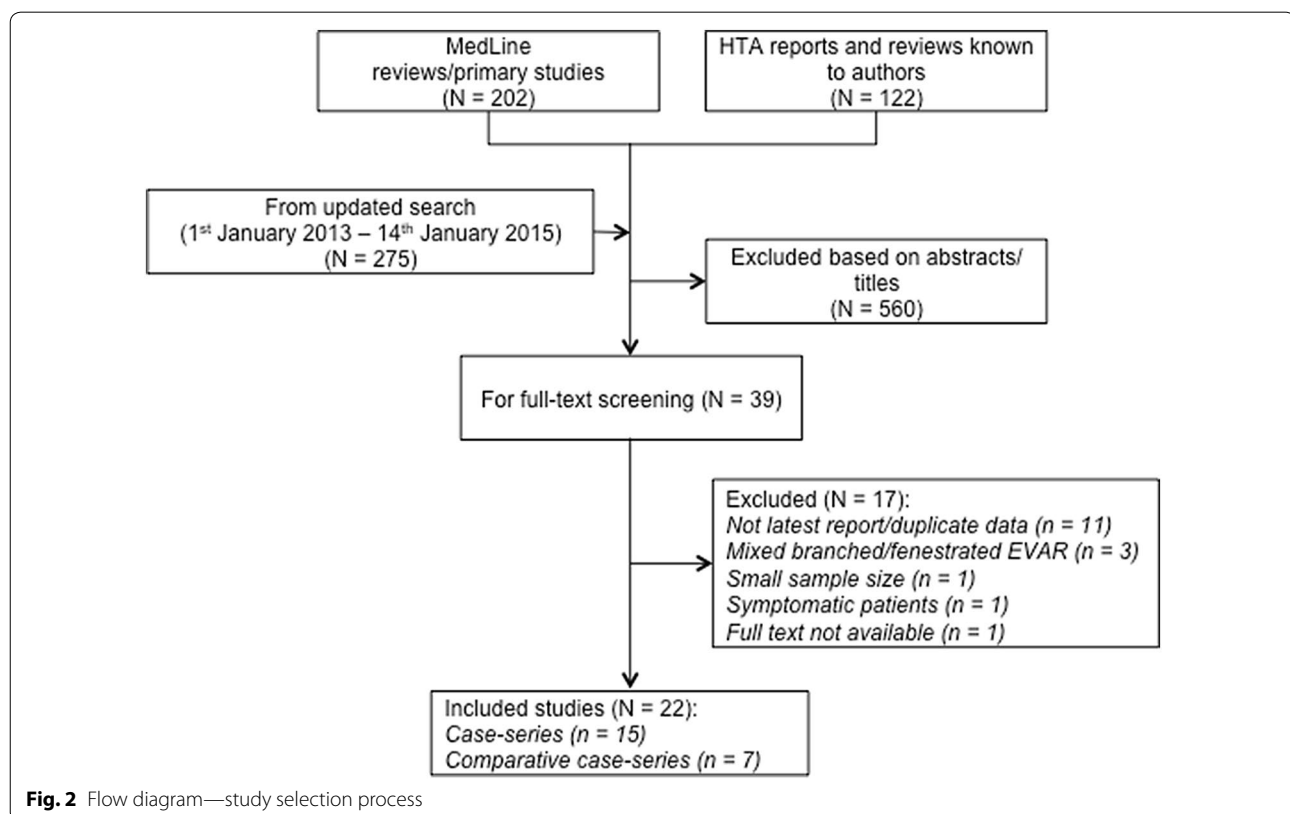 MedLine
reviews/primary studies
(N = 202)
HTA reports and reviews known
to authors
(N = 122)
From updated search
(1st January 2013 – 14th January 2015)
(N = 275)
Excluded based on abstracts/
titles
(N = 560)
For full-text screening (N = 39)
Excluded (N = 17):
Not latest report/duplicate data (n = 11)
Mixed branched/fenestrated EVAR (n = 3)
Small sample size (n = 1)
Symptomatic patients (n = 1)
Full text not available (n = 1)
Included studies (N = 22):
Case-series (n = 15)
Comparative case-series (n = 7)
Fig. 2 Flow diagram—study selection process